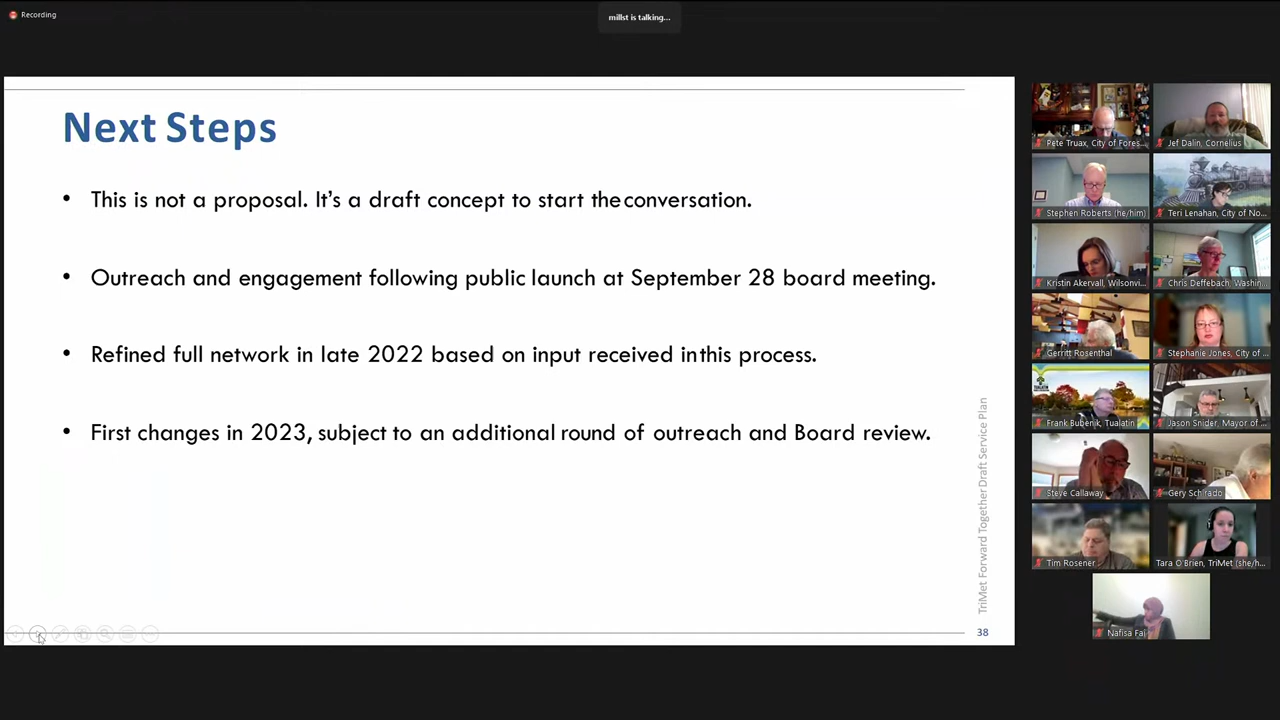 Recording
millst is talking...
Next Steps
• This is not a proposal. It's a draft concept to start the conversation.
• Outreach and engagement following public launch at September 28 board meeting.
• Refined full network in late 2022 based on input received in this process.
• First changes in 2023, subject to an additional round of outreach and Board review.
TriMet Forward Together Draft Service Plan
38
Pete Truax, City of Fores...
Jef Dalin, Cornelius
Stephen Roberts (he/him)
Teri Lenahan, City of No...
Kristin Akervall, Wilsonvi...
Chris Deffebach, Washin...
Gerritt Rosenthal
Stephanie Jones, City of ...
TUALATIN
Frank Bubenik, Tualatin
Jason Snider, Mayor of ...
Steve Callaway
Gery Schirado
Tim Rosener
Tara O'Brien, TriMet (she/h...
Nafisa Fai